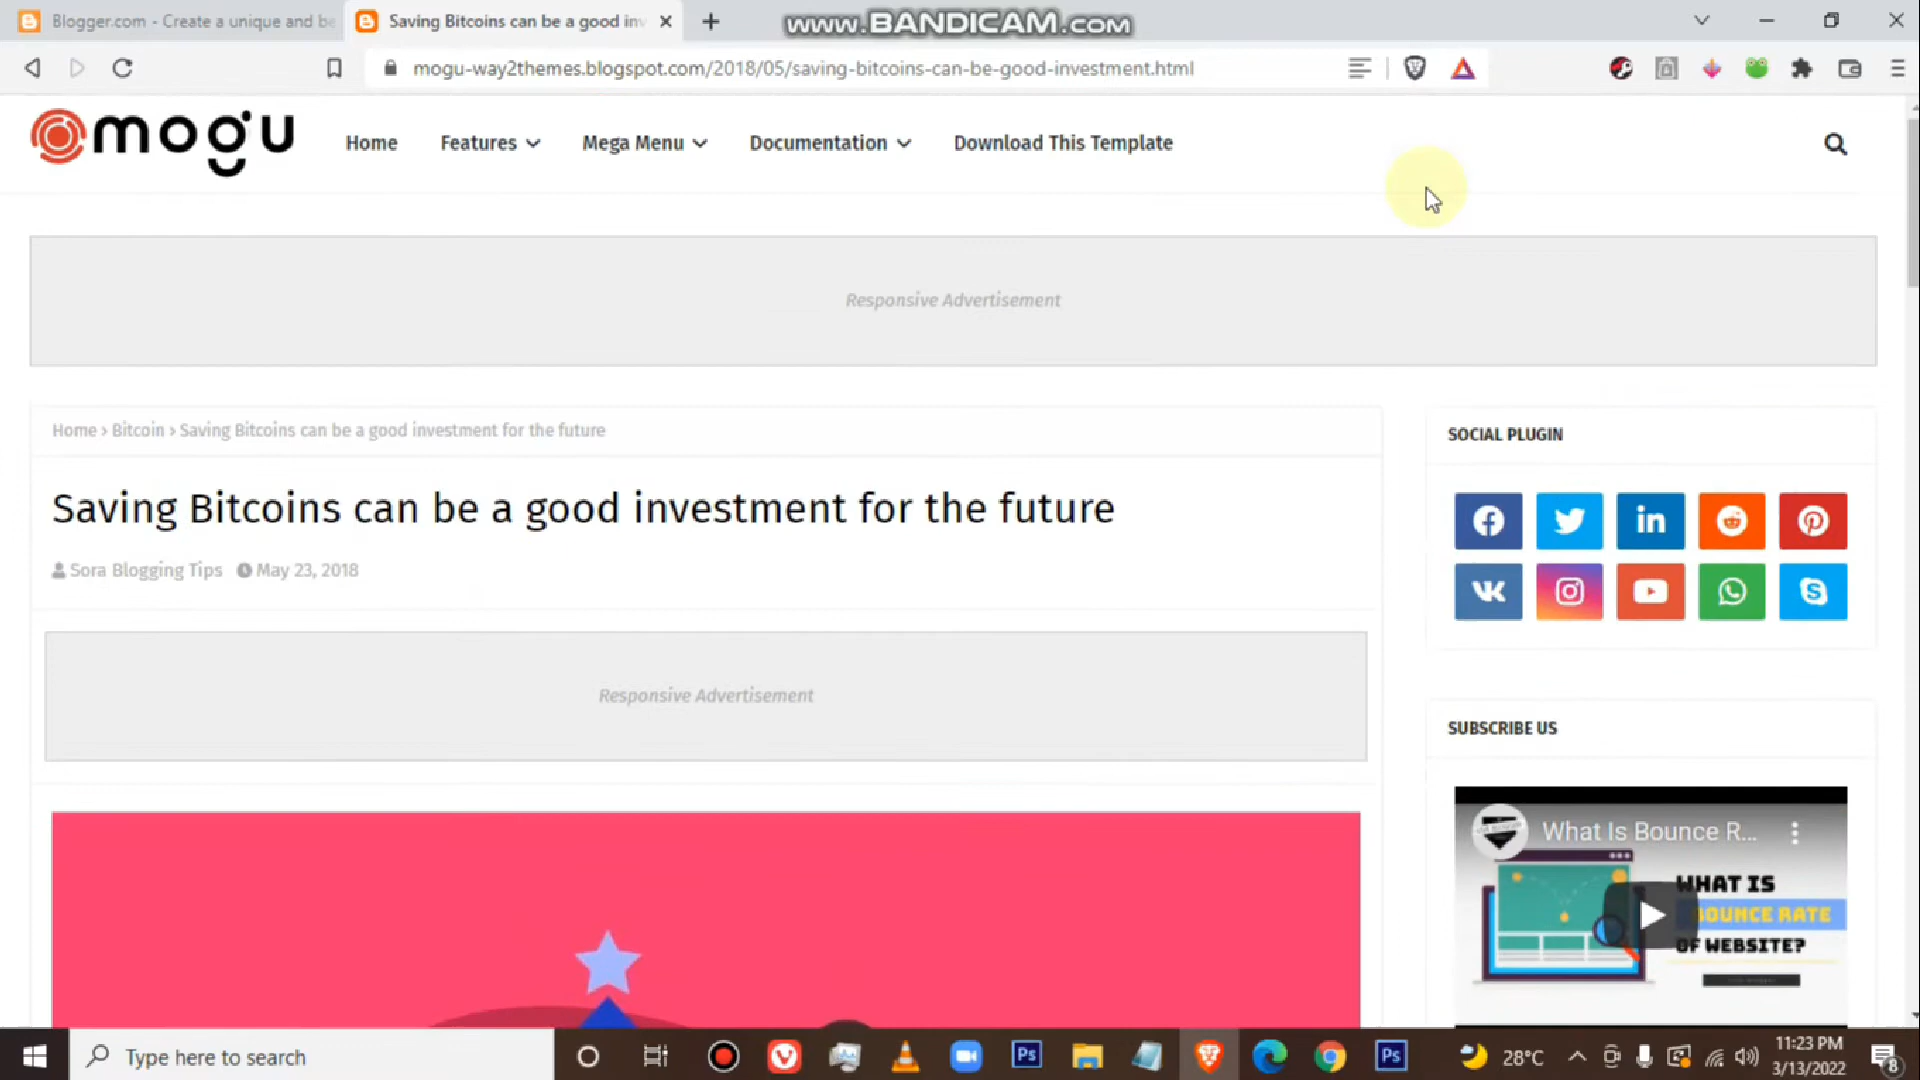 Blogger.com - Create a unique and be
Saving Bitcoins can be a good inv
www.BANDICAM.com
mogu-way2themes.blogspot.com/2018/05/saving-bitcoins-can-be-good-investment.html
mogu
Home
Features
Mega Menu
Documentation
Download This Template
Responsive Advertisement
Home › Bitcoin › Saving Bitcoins can be a good investment for the future
Saving Bitcoins can be a good investment for the future
Sora Blogging Tips May 23, 2018
Responsive Advertisement
SOCIAL PLUGIN
SUBSCRIBE US
What Is Bounce R...
WHAT IS
BOUNCE RATE
OF WEBSITE?
Type here to search
Ps
Ps
28°C
11:23 PM
3/13/2022
8